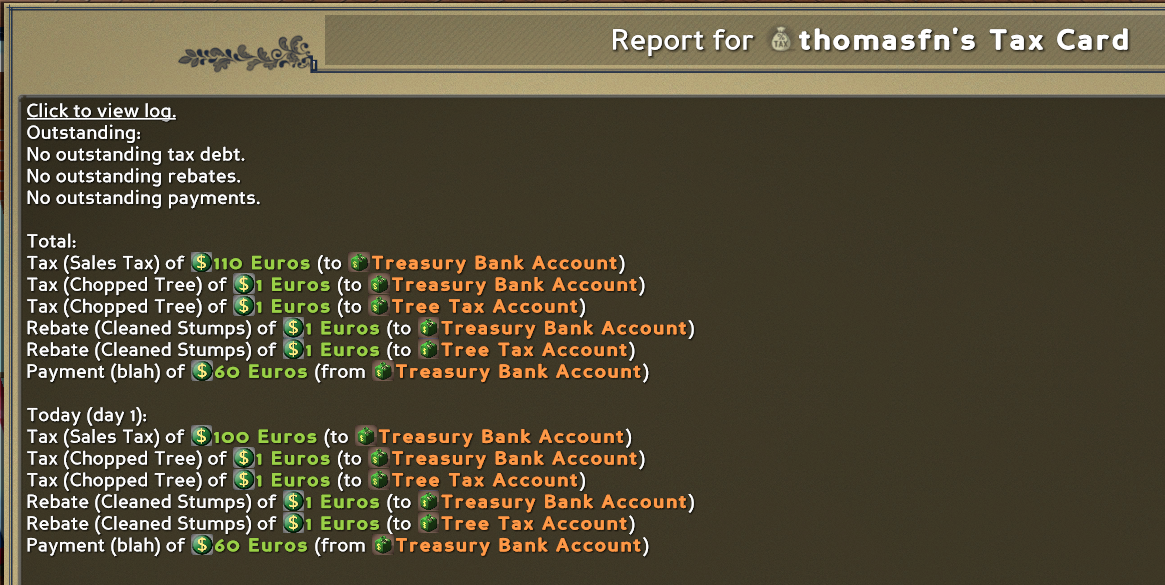 Report for thomasfn's Tax Card
Click to view log.
Outstanding:
No outstanding tax debt.
No outstanding rebates.
No outstanding payments.
Total:
Tax (Sales Tax) of $110 Euros (to Treasury Bank Account)
Tax (Chopped Tree) of $1 Euros (to Treasury Bank Account)
Tax (Chopped Tree) of $1 Euros (to Tree Tax Account)
Rebate (Cleaned Stumps) of $1 Euros (to Treasury Bank Account)
Rebate (Cleaned Stumps) of $1 Euros (to Tree Tax Account)
Payment (blah) of $60 Euros (from Treasury Bank Account)
Today (day 1):
Tax (Sales Tax) of $100 Euros (to Treasury Bank Account)
Tax (Chopped Tree) of $1 Euros (to Treasury Bank Account)
Tax (Chopped Tree) of $1 Euros (to Tree Tax Account)
Rebate (Cleaned Stumps) of $1 Euros (to Treasury Bank Account)
Rebate (Cleaned Stumps) of $1 Euros (to Tree Tax Account)
Payment (blah) of $60 Euros (from Treasury Bank Account)